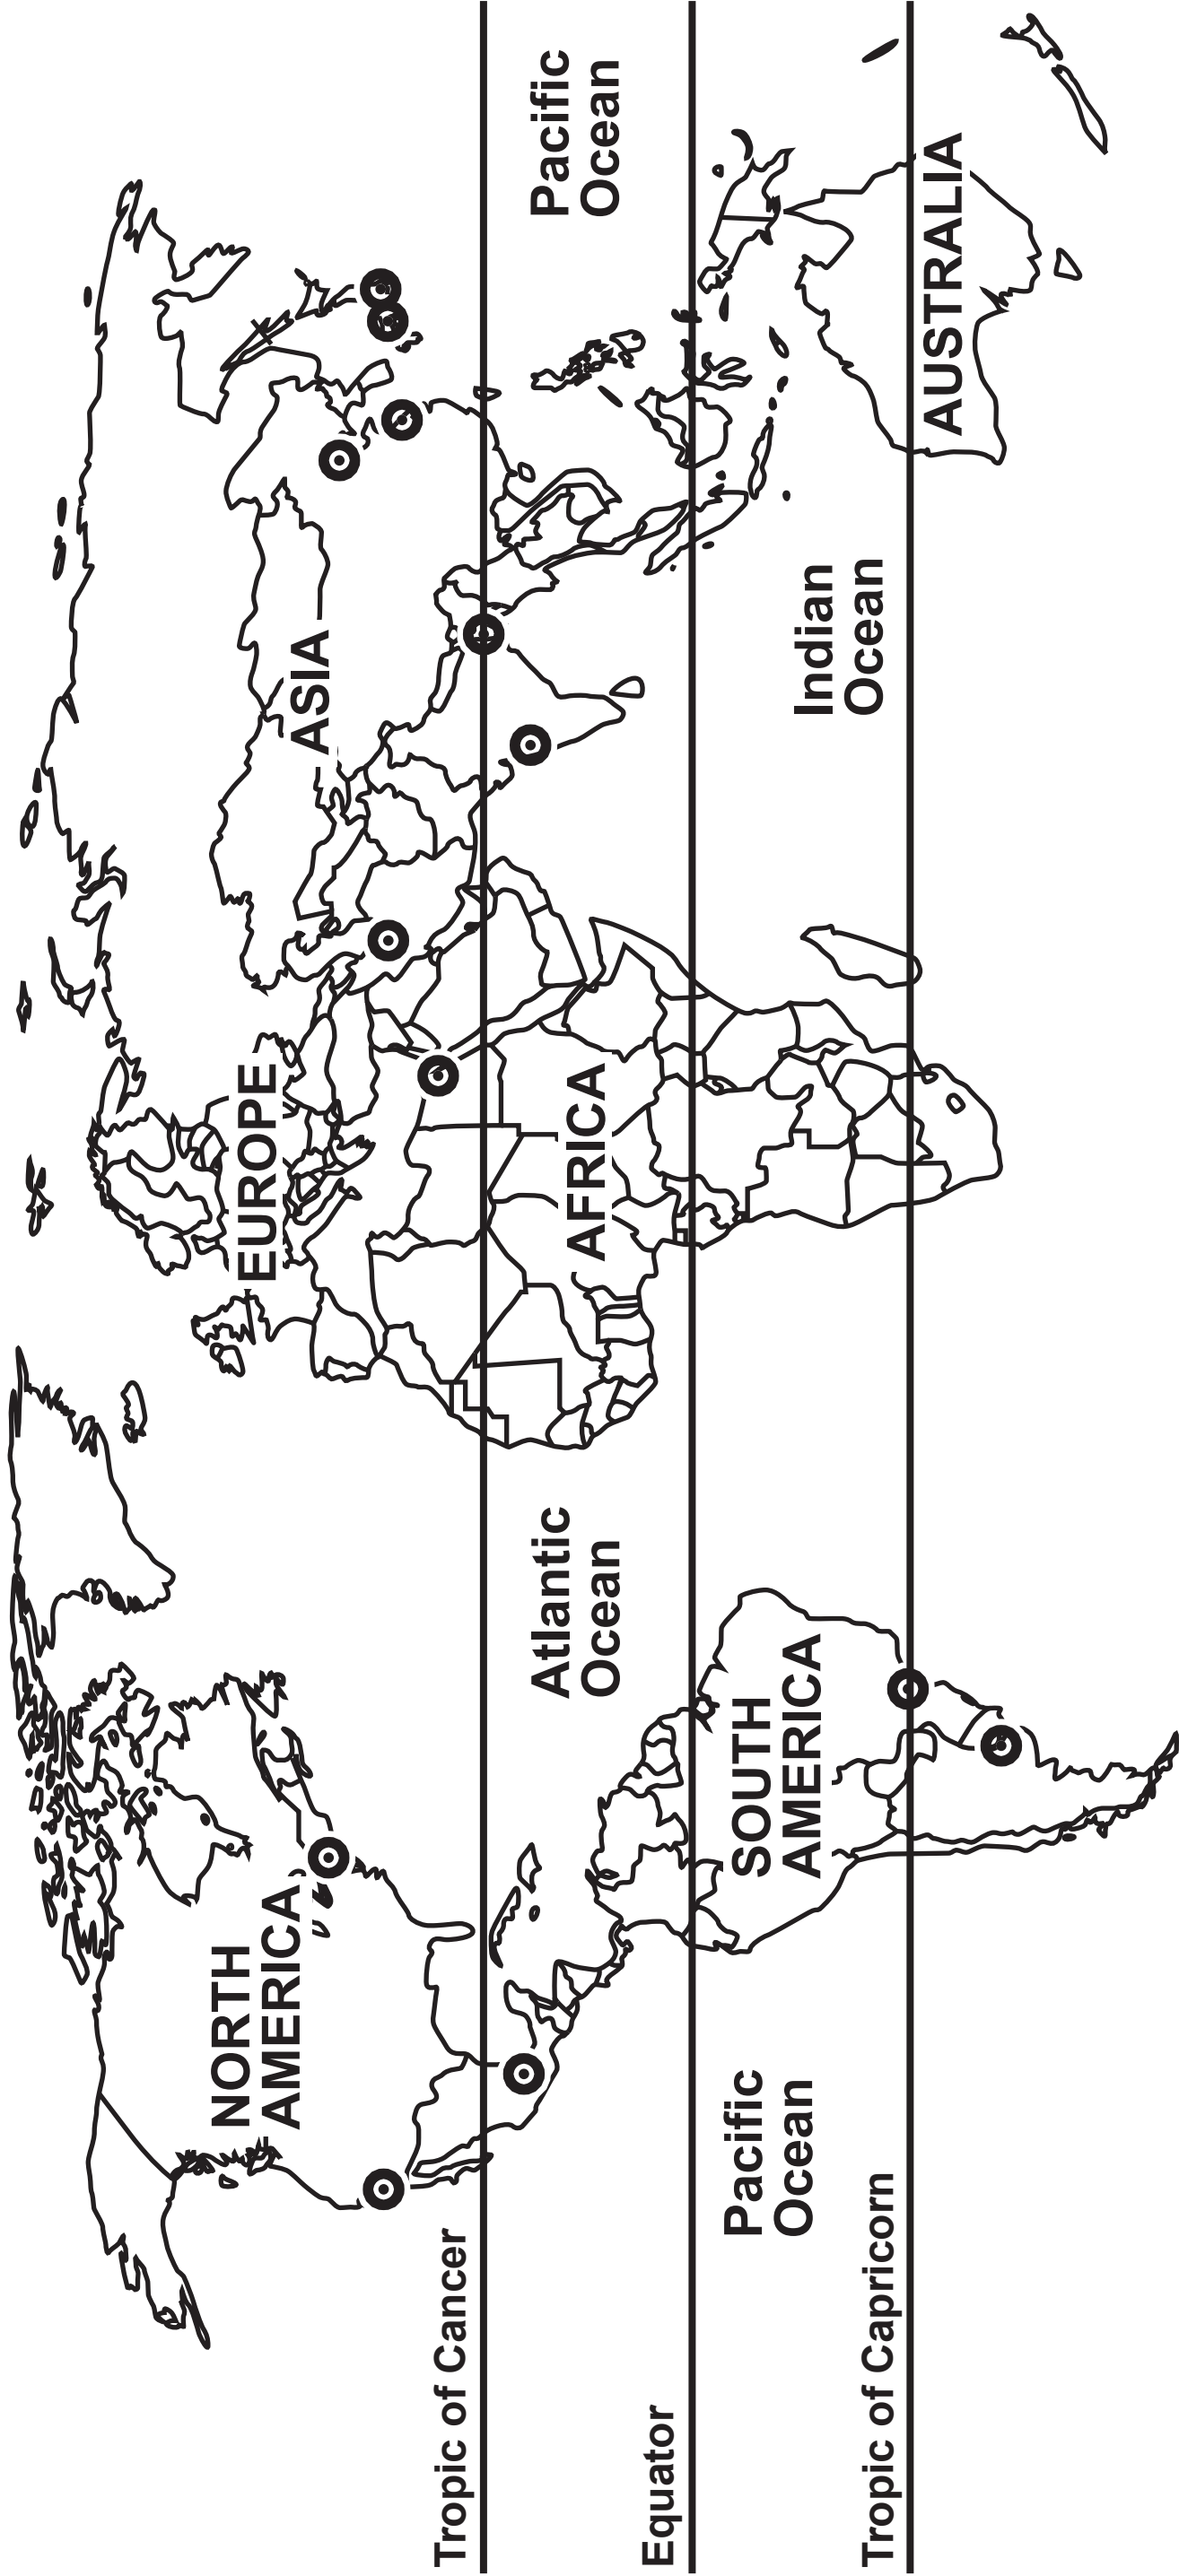 NORTH
AMERICA
EUROPE
ASIA
Tropic of Cancer
Atlantic
Ocean
AFRICA
Pacific
Ocean
Equator
Pacific
Ocean
SOUTH
AMERICA
Indian
Ocean
Tropic of Capricorn
AUSTRALIA